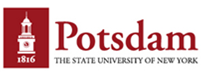 Potsdam
1816
THE STATE UNIVERSITY OF NEW YORK